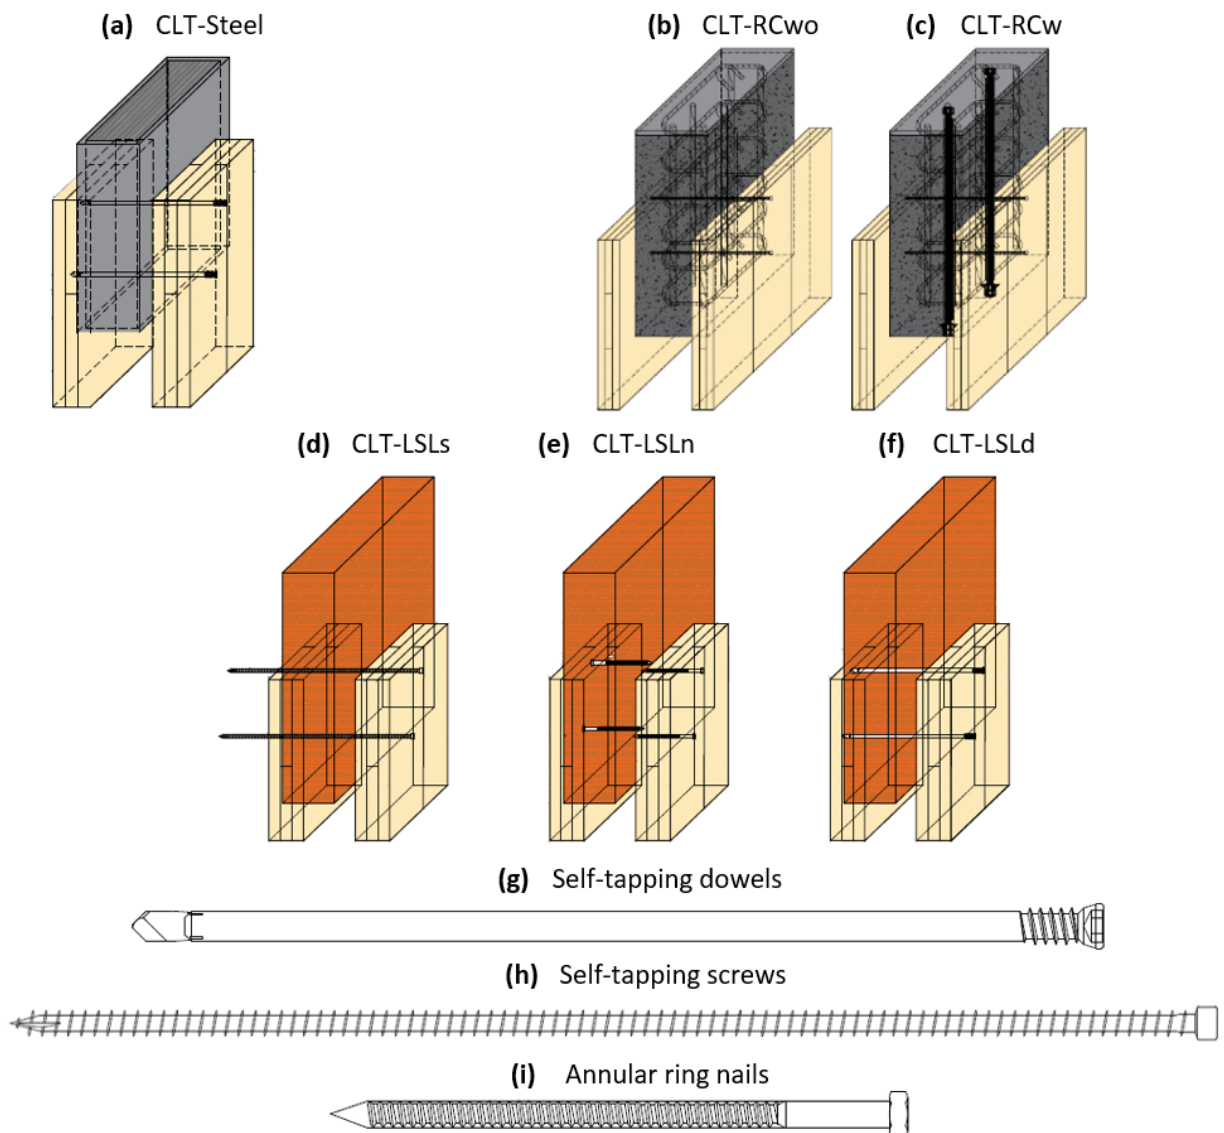 (a) CLT-Steel
(b) CLT-RCwo
(c) CLT-RCw
(d) CLT-LSLs
(e) CLT-LSLn
(f) CLT-LSLd
(g) Self-tapping dowels
(h) Self-tapping screws
(i) Annular ring nails